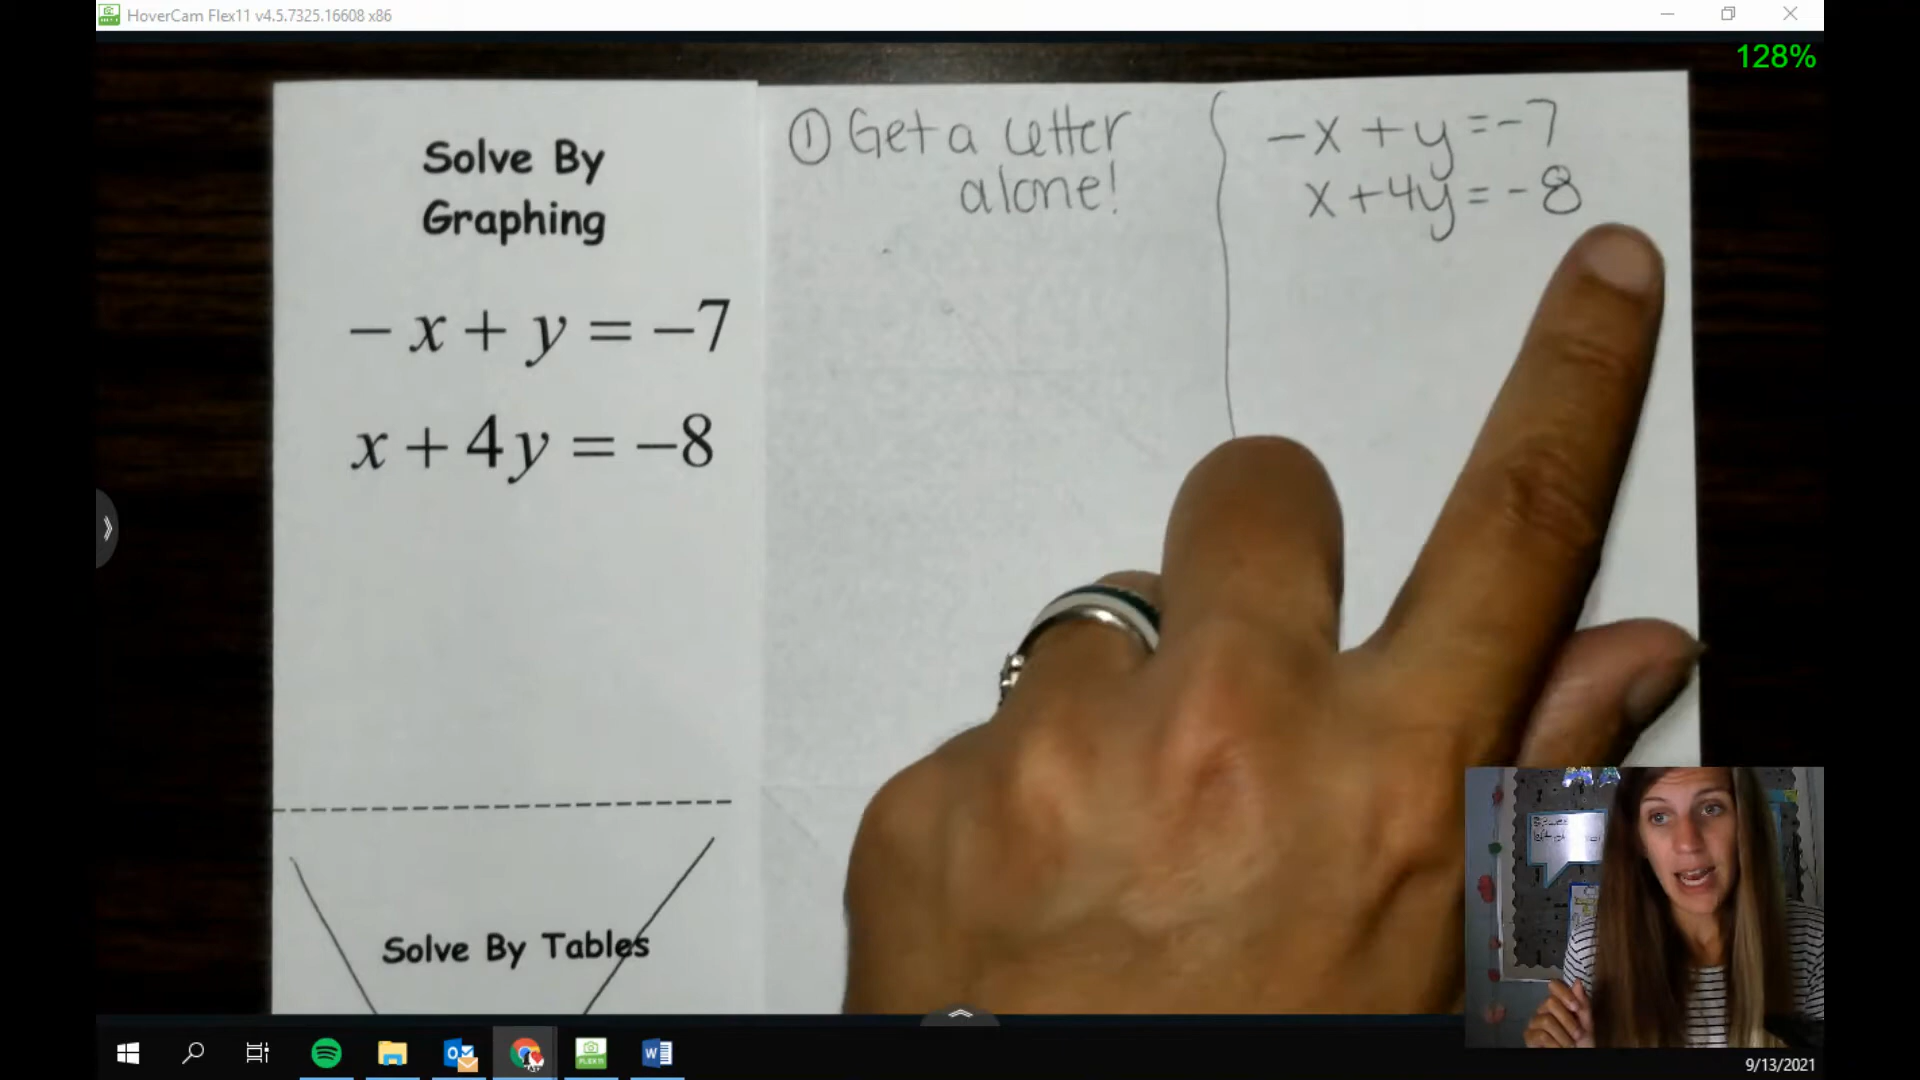 HoverCam Flex11 v4.5.7325.16608 x86
128%
Solve By
Graphing
− x + y = −7
x + 4y = −8
① Get a letter
alone!
−x + y = −7
x + 4y = −8
Solve By Tables
9/13/2021